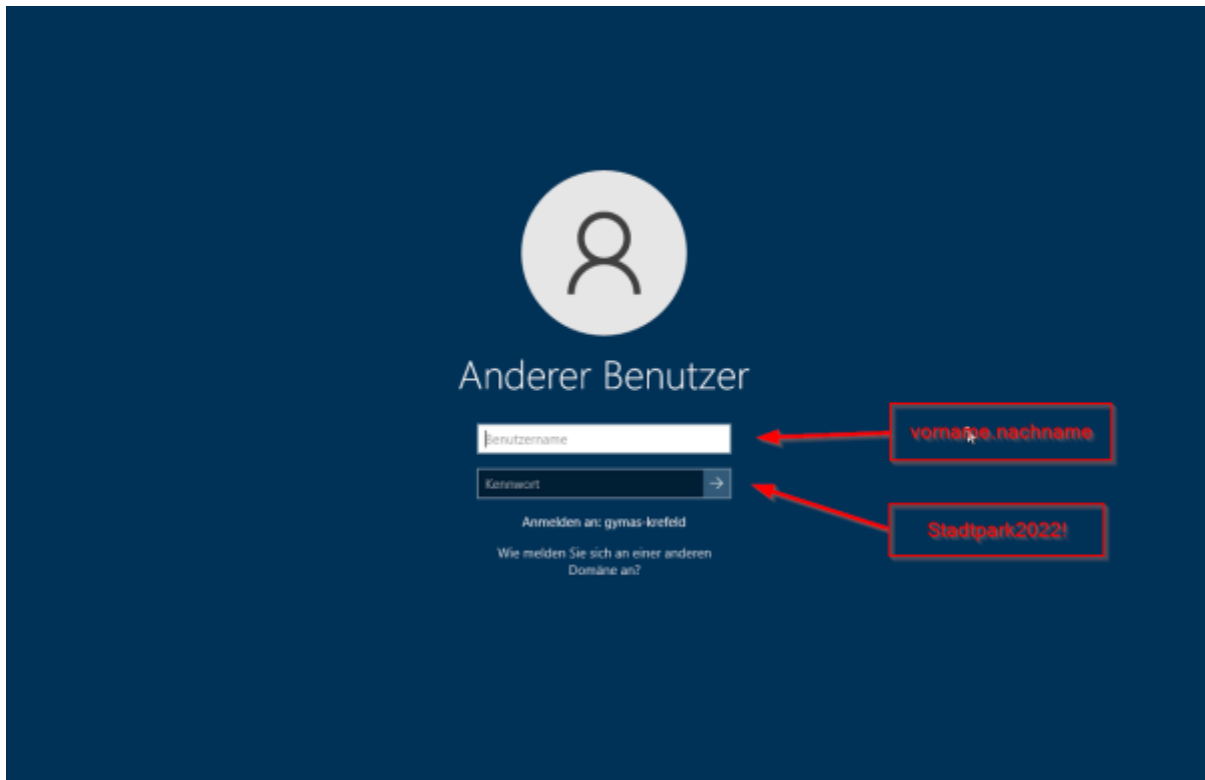 Anderer Benutzer
Benutzername
vorname.nachname
Kennwort
Stadtpark2022!
Anmelden an: gymas-krefeld
Wie melden Sie sich an einer anderen
Domäne an?